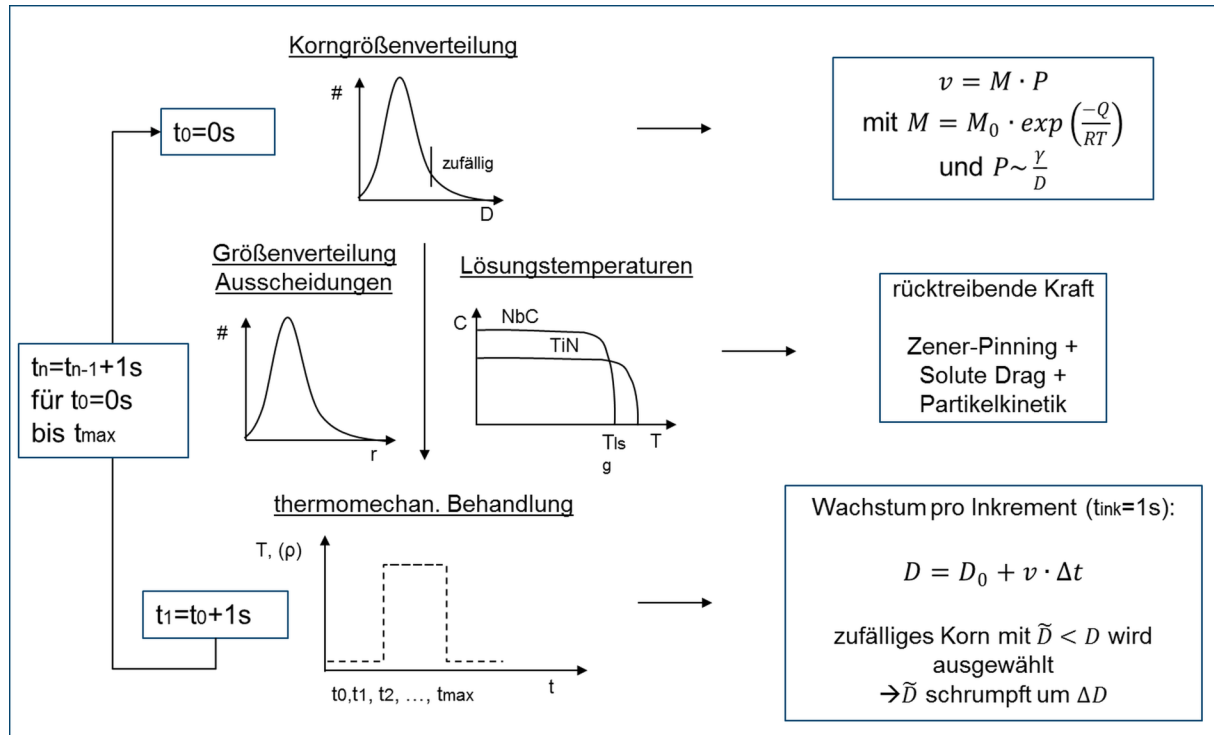 Korngrößenverteilung
t0=0s
#
zufällig
D
v = M · P
mit M = M₀ · exp (-Q/RT)
und P~ γ/D
Größenverteilung
Ausscheidungen
#
r
Lösungstemperaturen
C
NbC
TiN
Tls
g
T
rücktreibende Kraft
Zener-Pinning +
Solute Drag +
Partikelkinetik
tn=tn-1+1s
für t0=0s
bis tmax
thermomechan. Behandlung
T, (ρ)
t0,t1, t2, …, tmax
t
t1=t0+1s
Wachstum pro Inkrement (tink=1s):
D = D₀ + v · Δt
zufälliges Korn mit D̃ < D wird
ausgewählt
→D̃ schrumpft um ΔD